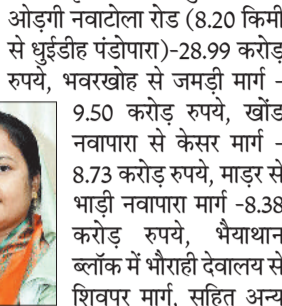 ओड़गी नवाटोला रोड (8.20 किमी
से धुईडीह पंडोपारा)-28.99 करोड़
रुपये, भवरखोह से जमड़ी मार्ग -
9.50 करोड़ रुपये, खोंड
नवापारा से केसर मार्ग -
8.73 करोड़ रुपये, माड़र से
भाड़ी नवापारा मार्ग -8.38
करोड़ रुपये, भैयाथान
ब्लॉक में भौराही देवालय से
शिवपुर मार्ग, सहित अन्य